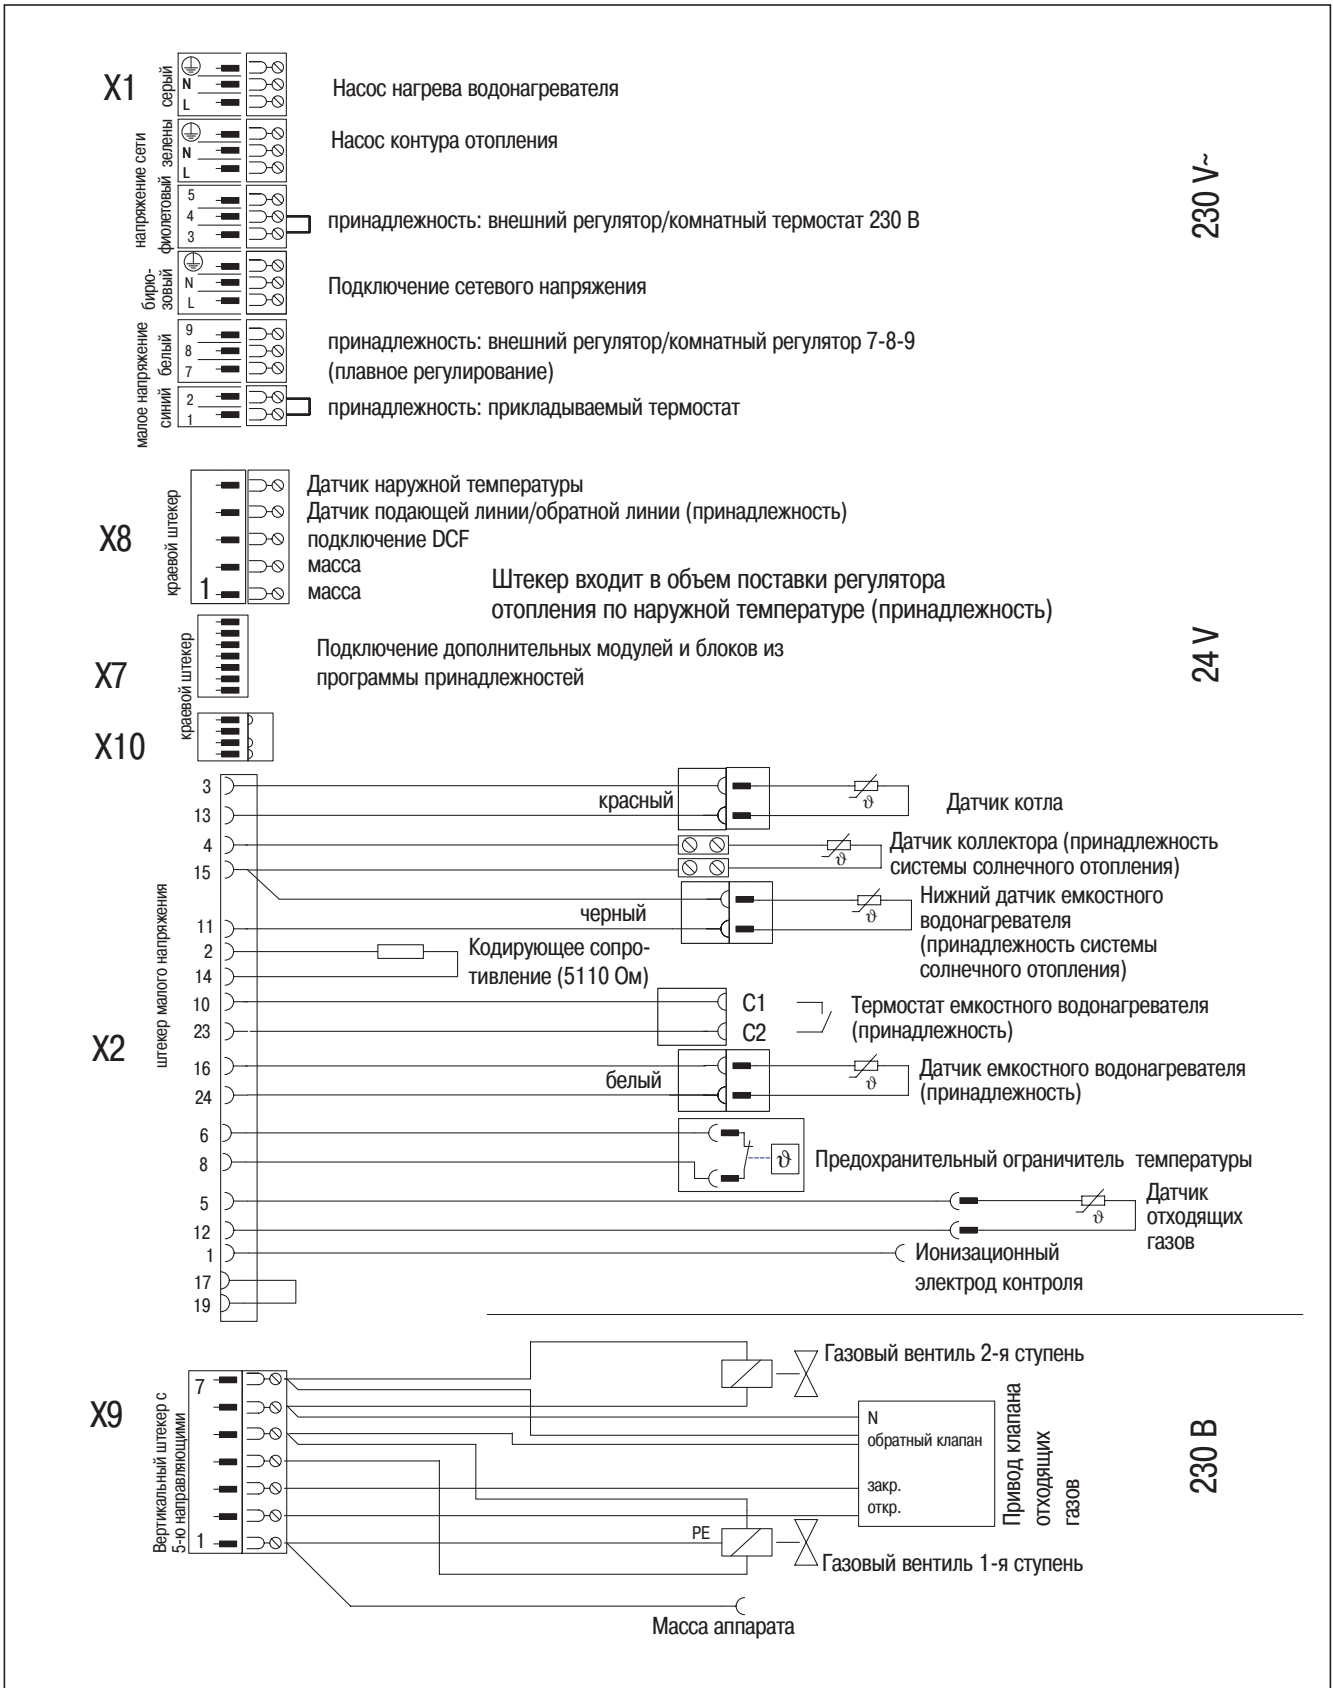 X1
серый
N
L
Насос нагрева водонагревателя
напряжение сети
зелены
N
L
Насос контура отопления
фиолетовый
5
4
3
принадлежность: внешний регулятор/комнатный термостат 230 В
230 V~
бирю-
зовый
N
L
Подключение сетевого напряжения
малое напряжение
белый
9
8
7
принадлежность: внешний регулятор/комнатный регулятор 7-8-9
(плавное регулирование)
синий
2
1
принадлежность: прикладываемый термостат
X8
краевой штекер
1
Датчик наружной температуры
Датчик подающей линии/обратной линии (принадлежность)
подключение DCF
масса
масса
Штекер входит в объем поставки регулятора
отопления по наружной температуре (принадлежность)
X7
краевой штекер
Подключение дополнительных модулей и блоков из
программы принадлежностей
24 V
X10
X2
штекер малого напряжения
3
13
красный
ϑ
Датчик котла
4
15
ϑ
Датчик коллектора (принадлежность
системы солнечного отопления)
11
черный
ϑ
Нижний датчик емкостного
водонагревателя
(принадлежность системы
солнечного отопления)
2
14
Кодирующее сопро-
тивление (5110 Ом)
10
23
C1
C2
Термостат емкостного водонагревателя
(принадлежность)
16
24
белый
ϑ
Датчик емкостного водонагревателя
(принадлежность)
6
8
ϑ
Предохранительный ограничитель температуры
5
12
ϑ
Датчик
отходящих
газов
1
Ионизационный
электрод контроля
17
19
X9
Вертикальный штекер с
5-ю направляющими
7
1
Газовый вентиль 2-я ступень
N
обратный клапан
закр.
откр.
Привод клапана
отходящих
газов
230 В
PE
Газовый вентиль 1-я ступень
Масса аппарата